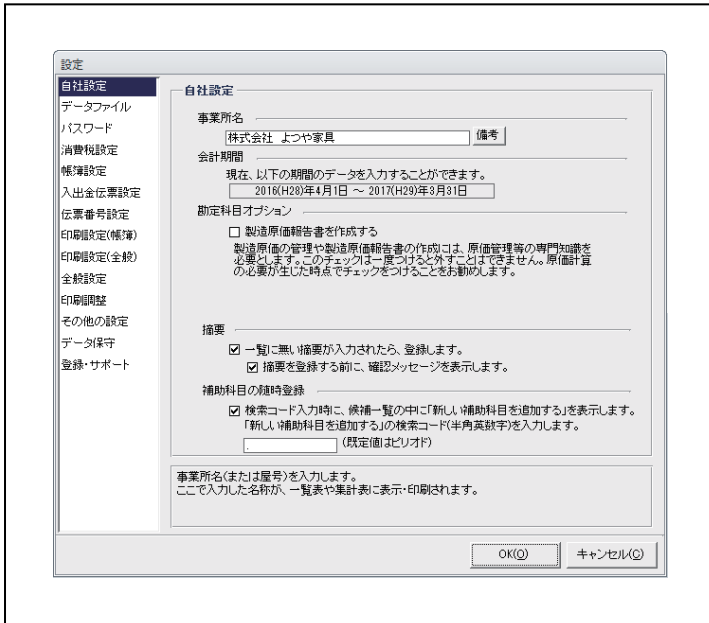 設定
自社設定
データファイル
パスワード
消費税設定
帳簿設定
入出金伝票設定
伝票番号設定
印刷設定(帳簿)
印刷設定(全般)
全般設定
印刷調整
その他の設定
データ保守
登録・サポート
自社設定
事業所名
株式会社 よつや家具
備考
会計期間
現在、以下の期間のデータを入力することができます。
2016(H28)年4月1日 ～ 2017(H29)年3月31日
勘定科目オプション
製造原価報告書を作成する
製造原価の管理や製造原価報告書の作成には、原価管理等の専門知識を
必要とします。このチェックは一度つけると外すことはできません。原価計算
の必要が生じた時点でチェックをつけることをお勧めします。
摘要
一覧に無い摘要が入力されたら、登録します。
摘要を登録する前に、確認メッセージを表示します。
補助科目の随時登録
検索コード入力時に、候補一覧の中に「新しい補助科目を追加する」を表示します。
「新しい補助科目を追加する」の検索コード(半角英数字)を入力します。
. (既定値はピリオド)
事業所名(または屋号)を入力します。
ここで入力した名称が、一覧表や集計表に表示・印刷されます。
OK(O)
キャンセル(C)